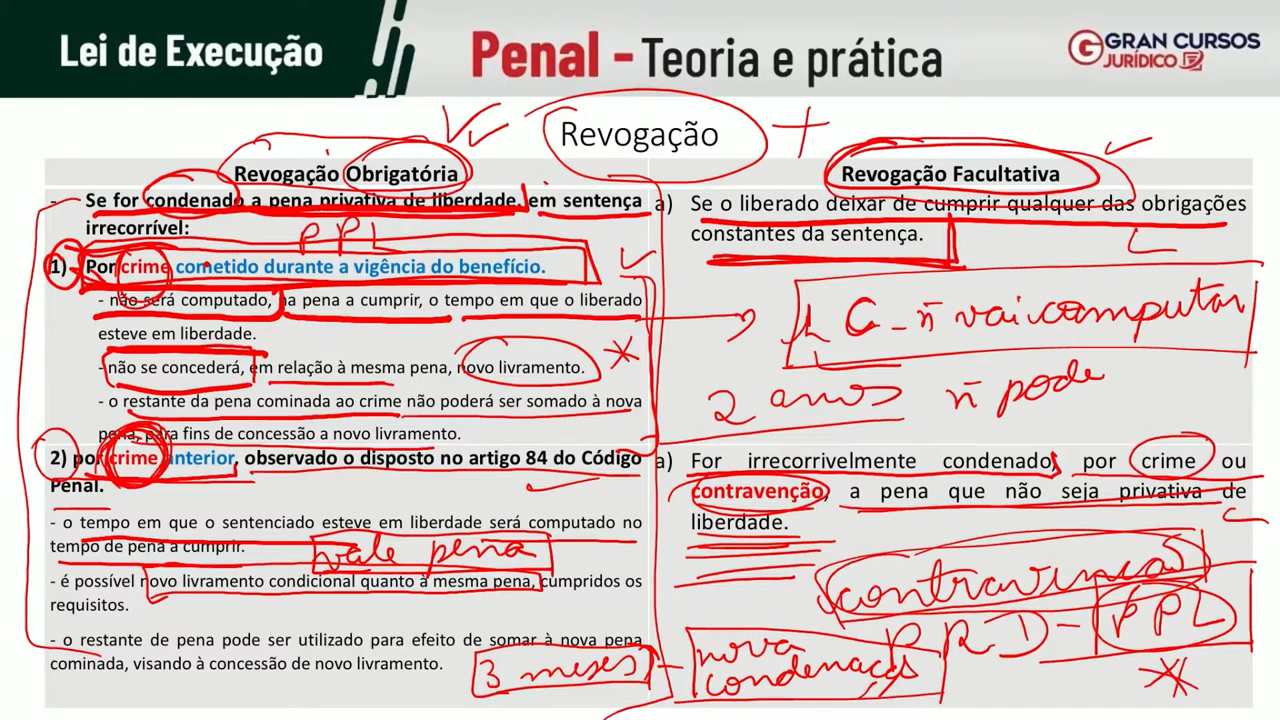 Lei de Execução Penal - Teoria e prática
GRAN CURSOS
JURÍDICO
Revogação
Revogação Obrigatória
- Se for condenado a pena privativa de liberdade, em sentença
irrecorrível:
PPL
1) Por crime cometido durante a vigência do benefício.
- não será computado, na pena a cumprir, o tempo em que o liberado
esteve em liberdade.
- não se concederá, em relação à mesma pena, novo livramento.
- o restante da pena cominada ao crime não poderá ser somado à nova
pena, para fins de concessão a novo livramento.
2) por crime anterior, observado o disposto no artigo 84 do Código
Penal.
- o tempo em que o sentenciado esteve em liberdade será computado no
tempo de pena a cumprir.
vale pena
- é possível novo livramento condicional quanto à mesma pena, cumpridos os
requisitos.
- o restante de pena pode ser utilizado para efeito de somar à nova pena
cominada, visando à concessão de novo livramento.
3 meses
Revogação Facultativa
a) Se o liberado deixar de cumprir qualquer das obrigações
constantes da sentença.
LC - ñ vai computar
2 anos ñ pode
a) For irrecorrivelmente condenado, por crime ou
contravenção, a pena que não seja privativa de
liberdade.
contravenção
PRD - PPL
nova
condenação